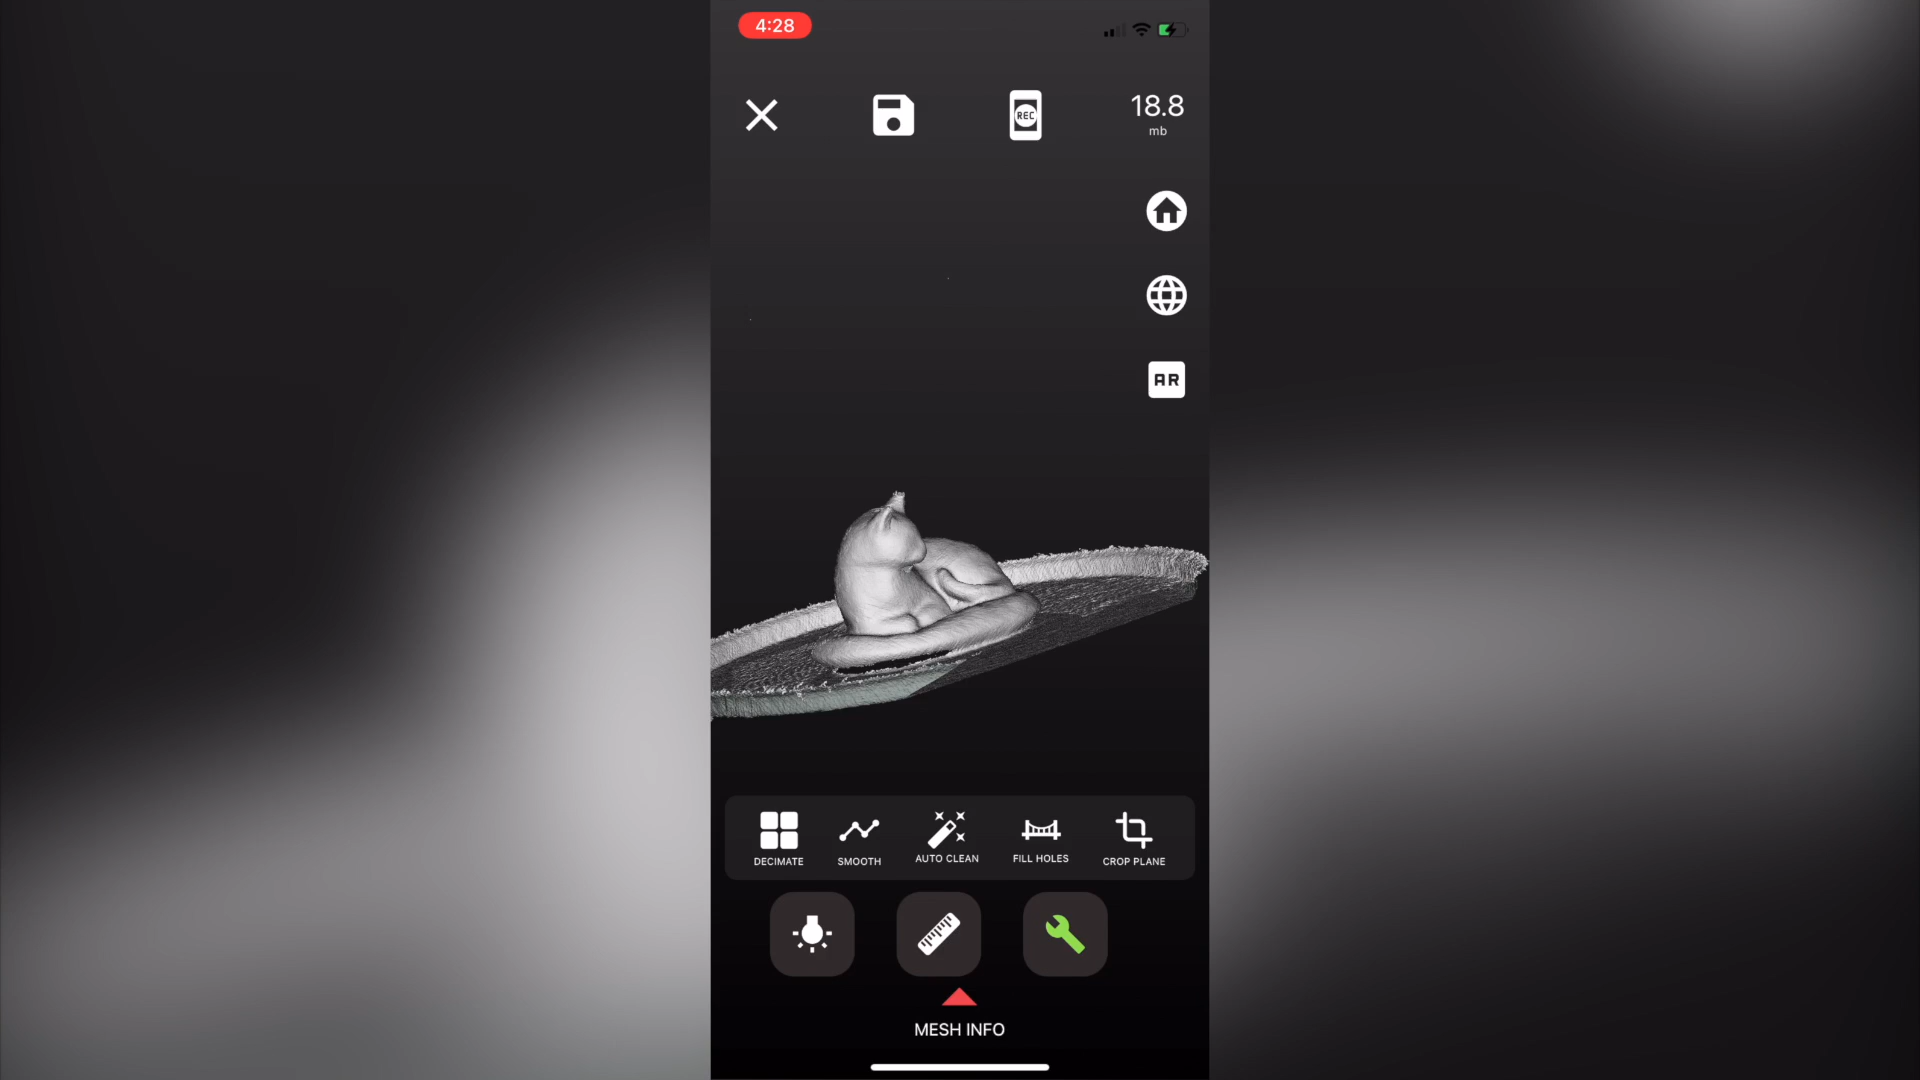 4:28
REC
18.8
mb
AR
DECIMATE
SMOOTH
AUTO CLEAN
FILL HOLES
CROP PLANE
MESH INFO